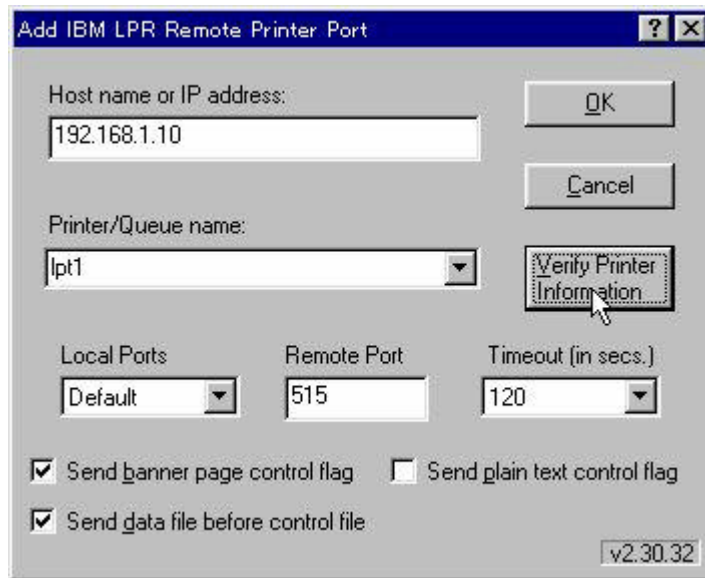 Add IBM LPR Remote Printer Port
Host name or IP address:
192.168.1.10
OK
Cancel
Printer/Queue name:
lpt1
Verify Printer
Information
Local Ports
Remote Port
Timeout (in secs.)
Default
515
120
Send banner page control flag
Send plain text control flag
Send data file before control file
v2.30.32